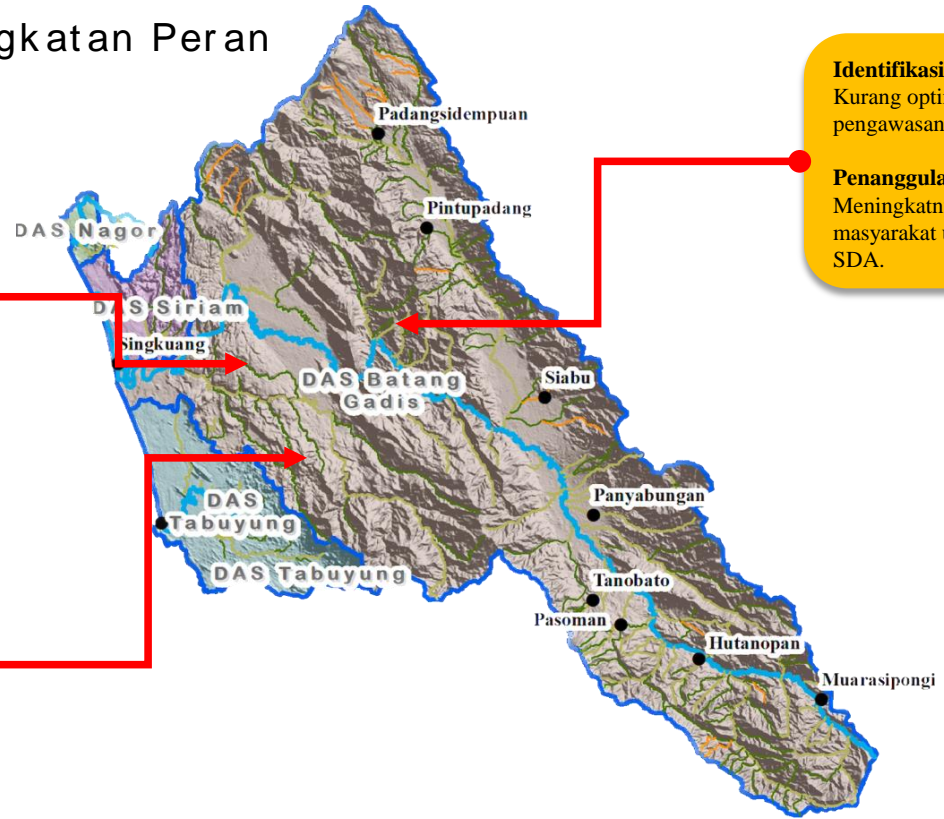 gkatan Peran
Identifikasi
Kurang optim
pengawasan
Penanggula
Meningkatn
masyarakat u
SDA.
Padangsidempuan
Pintupadang
DAS Nagor
DAS Siriam
Singkuang
DAS Batang
Gadis
Siabu
Panyabungan
DAS
Tabuyung
DAS Tabuyung
Tanobato
Pasoman
Hutanopan
Muarasipongi